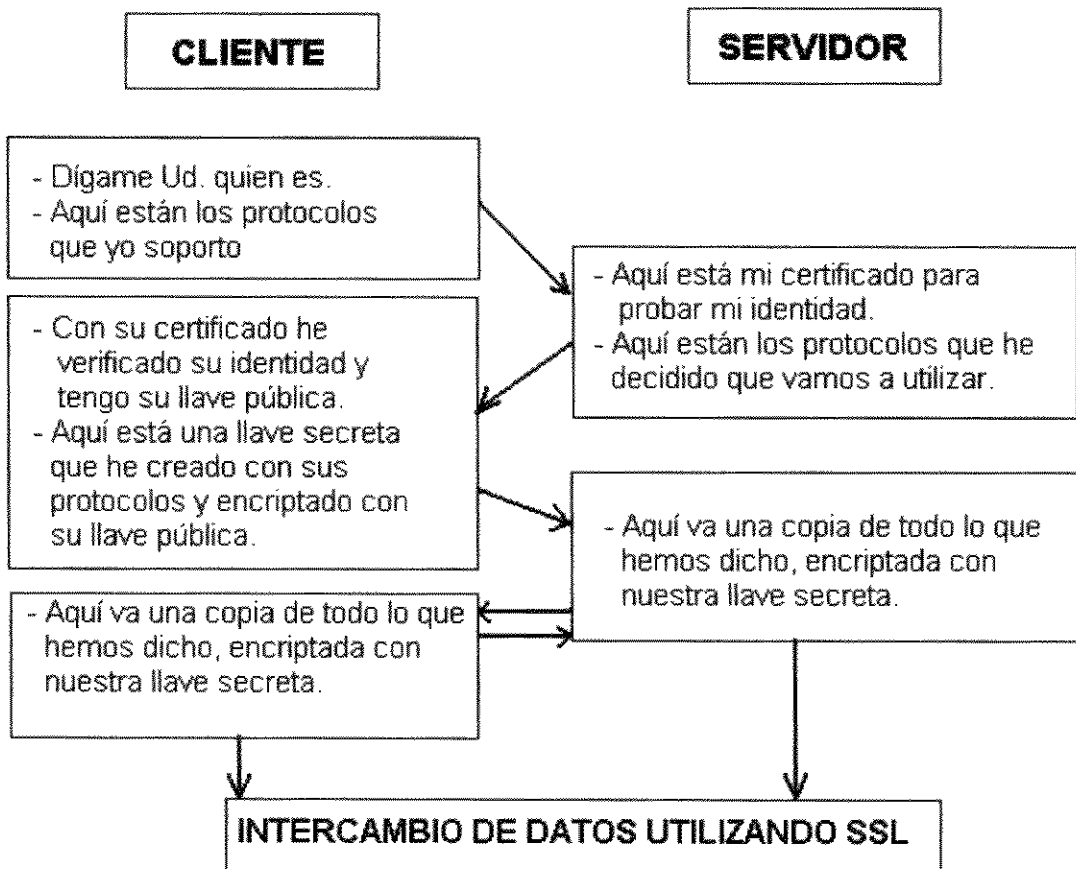 CLIENTE
SERVIDOR
- Dígame Ud. quien es.
- Aquí están los protocolos
que yo soporto
- Aquí está mi certificado para
probar mi identidad.
- Aquí están los protocolos que he
decidido que vamos a utilizar.
- Con su certificado he
verificado su identidad y
tengo su llave pública.
- Aquí está una llave secreta
que he creado con sus
protocolos y encriptado con
su llave pública.
- Aquí va una copia de todo lo que
hemos dicho, encriptada con
nuestra llave secreta.
- Aquí va una copia de todo lo que
hemos dicho, encriptada con
nuestra llave secreta.
INTERCAMBIO DE DATOS UTILIZANDO SSL